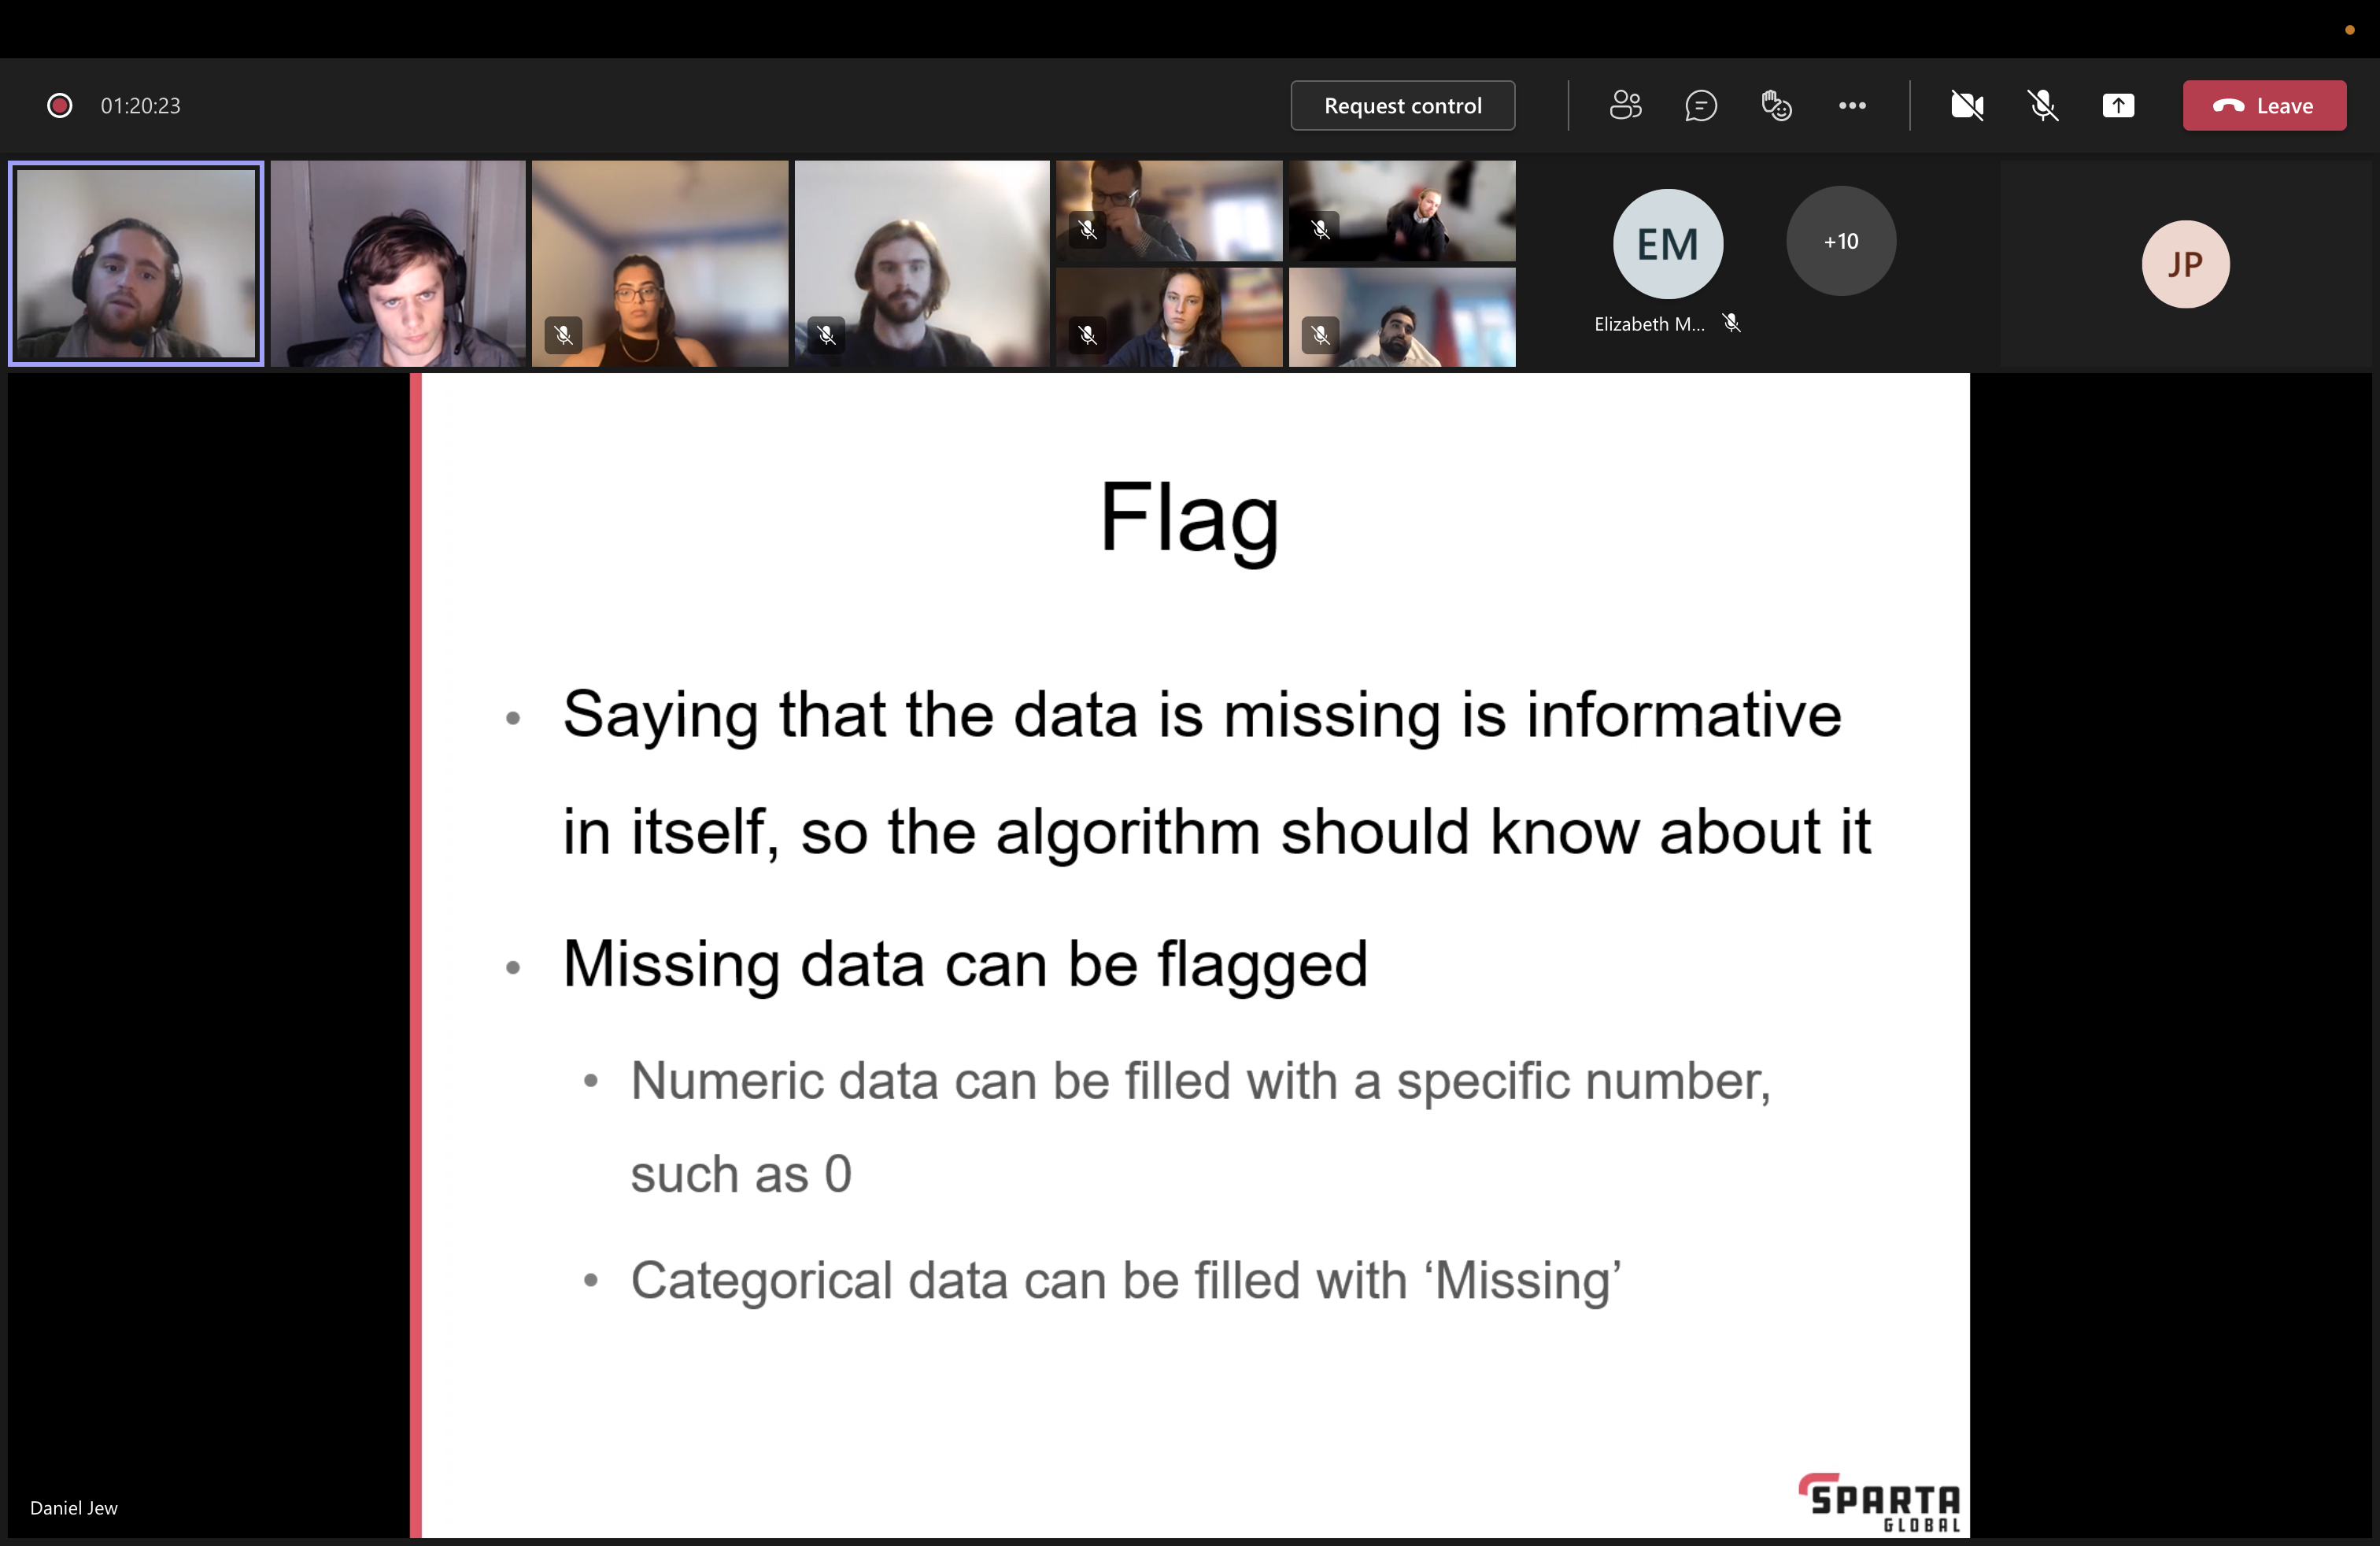 01:20:23
Request control
Leave
EM
+10
JP
Elizabeth M...
Flag
Saying that the data is missing is informative
in itself, so the algorithm should know about it
Missing data can be flagged
Numeric data can be filled with a specific number,
such as 0
Categorical data can be filled with ‘Missing’
Daniel Jew
SPARTA
GLOBAL